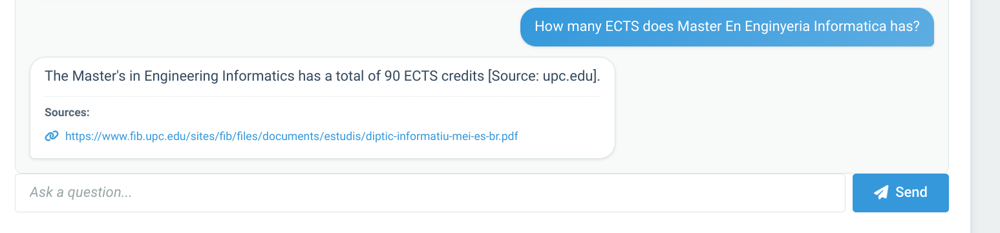 How many ECTS does Master En Enginyeria Informatica has?
The Master's in Engineering Informatics has a total of 90 ECTS credits [Source: upc.edu].
Sources:
https://www.fib.upc.edu/sites/fib/files/documents/estudis/diptic-informatiu-mei-es-br.pdf
Ask a question...
Send